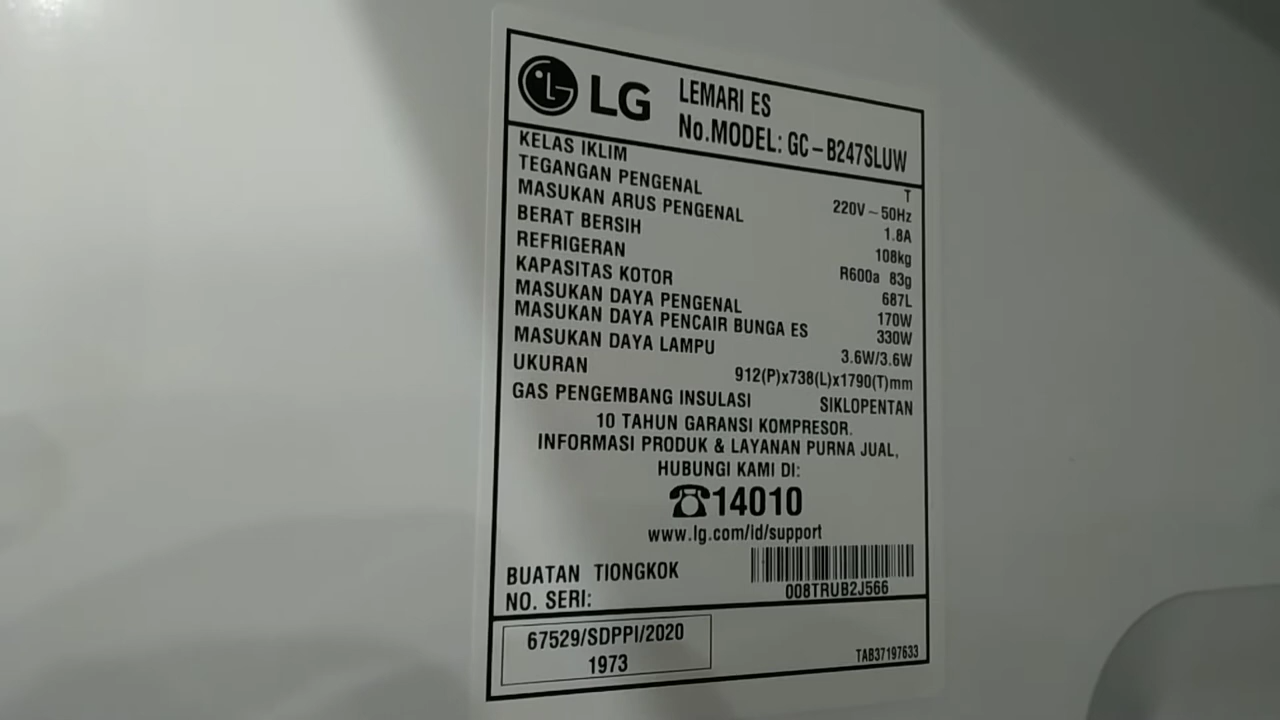 LG
LEMARI ES
No.MODEL: GC-B247SLUW
KELAS IKLIM T
TEGANGAN PENGENAL 220V~50Hz
MASUKAN ARUS PENGENAL 1.8A
BERAT BERSIH 108kg
REFRIGERAN R600a 83g
KAPASITAS KOTOR 687L
MASUKAN DAYA PENGENAL 170W
MASUKAN DAYA PENCAIR BUNGA ES 330W
MASUKAN DAYA LAMPU 3.6W/3.6W
UKURAN 912(P)x738(L)x1790(T)mm
GAS PENGEMBANG INSULASI SIKLOPENTAN
10 TAHUN GARANSI KOMPRESOR.
INFORMASI PRODUK & LAYANAN PURNA JUAL,
HUBUNGI KAMI DI:
☎14010
www.lg.com/id/support
BUATAN TIONGKOK
NO. SERI: 008TRUB2J566
67529/SDPPI/2020
1973
TAB37197633